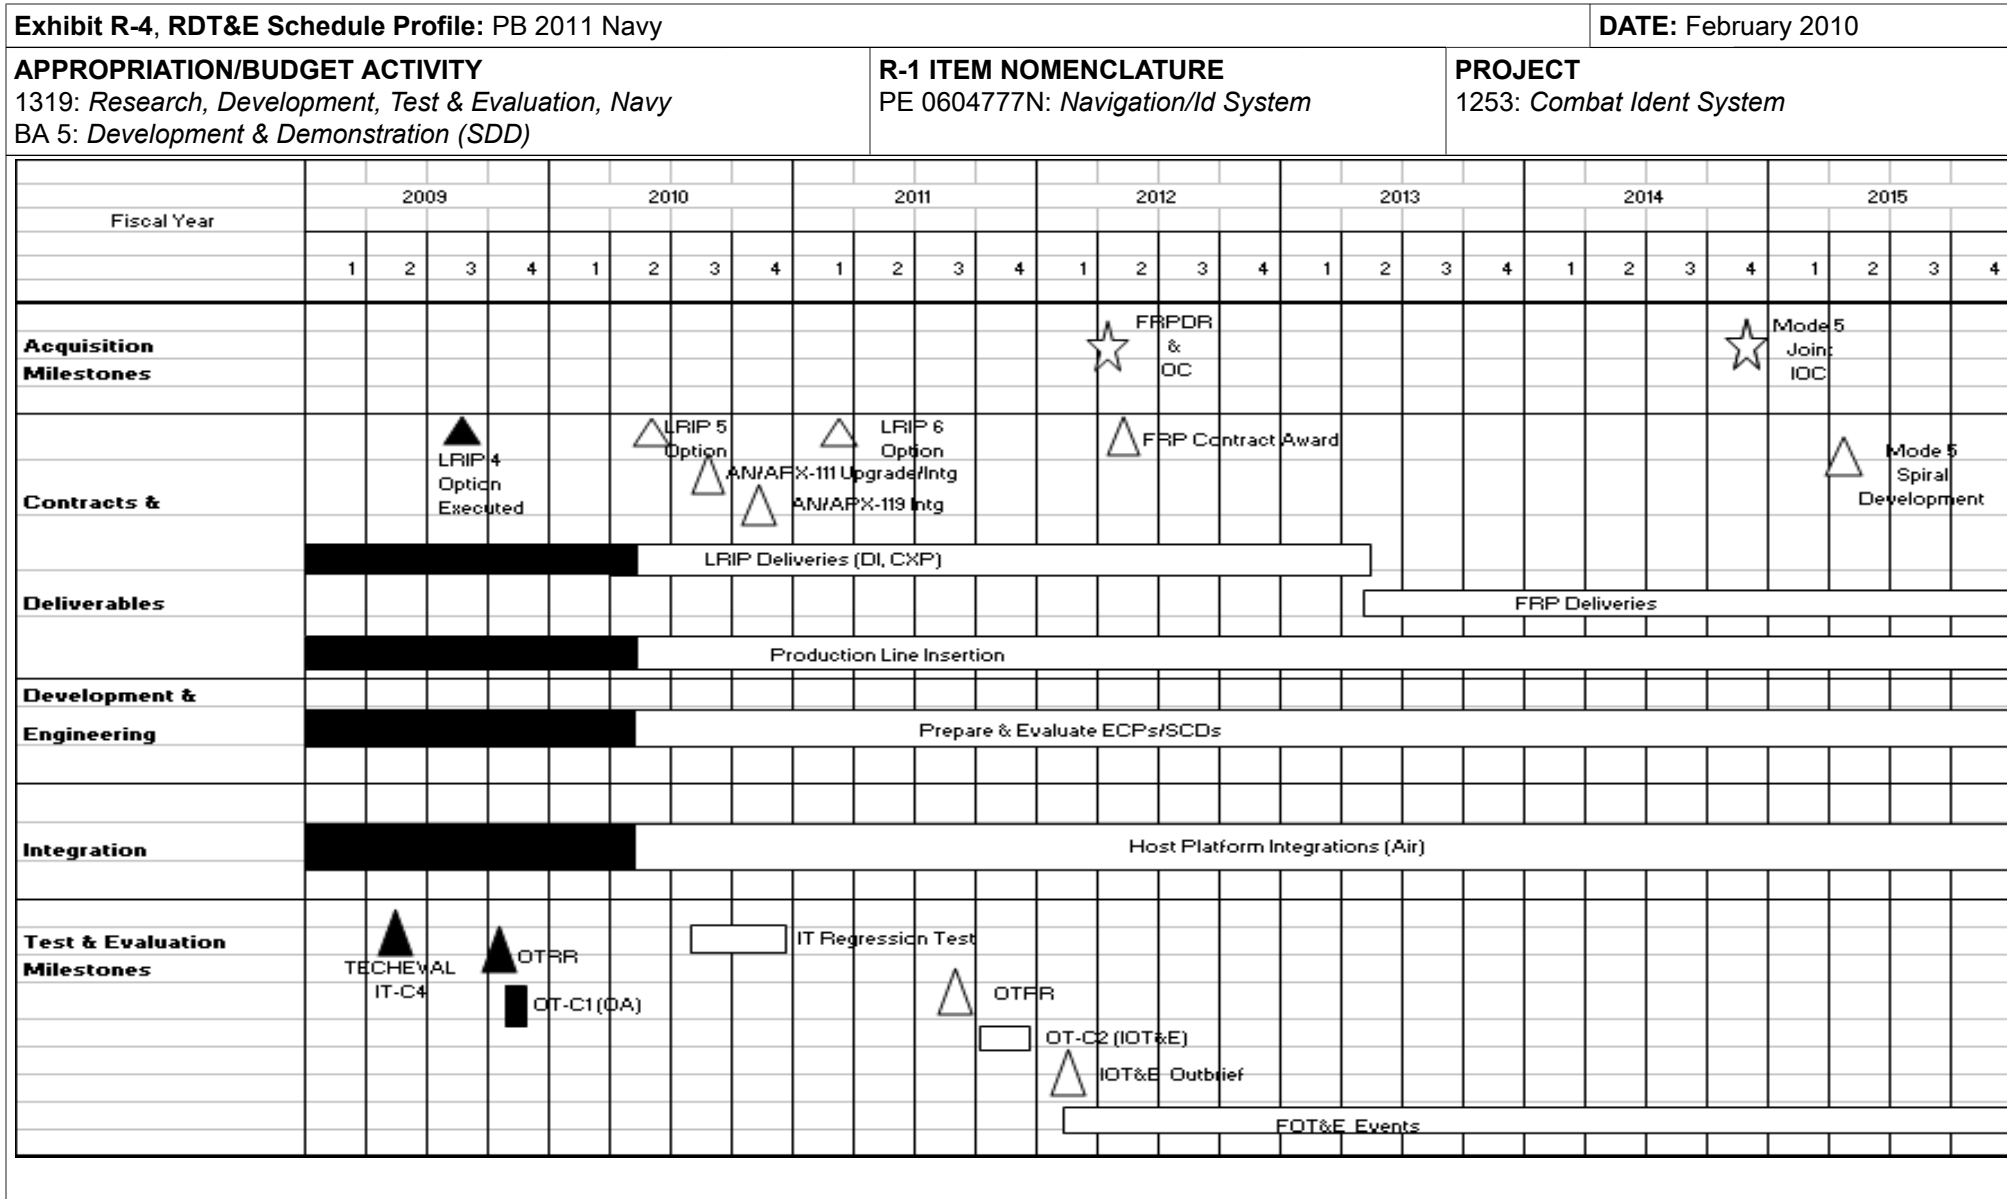 Exhibit R-4, RDT&E Schedule Profile: PB 2011 Navy
DATE: February 2010
APPROPRIATION/BUDGET ACTIVITY
1319: Research, Development, Test & Evaluation, Navy
BA 5: Development & Demonstration (SDD)
R-1 ITEM NOMENCLATURE
PE 0604777N: Navigation/Id System
PROJECT
1253: Combat Ident System
2009 2010 2011 2012 2013 2014 2015
Fiscal Year
1 2 3 4 1 2 3 4 1 2 3 4 1 2 3 4 1 2 3 4 1 2 3 4 1 2 3 4
Acquisition
Milestones
FRPDR
&
OC
Mode 5
Joint
IOC
Contracts &
LRIP 4
Option
Executed
LRIP 5
Option
AN/APX-111 Upgrade/Intg
AN/APX-119 Intg
LRIP 6
Option
FRP Contract Award
Mode 5
Spiral
Development
LRIP Deliveries (DI, CXP)
Deliverables
FRP Deliveries
Production Line Insertion
Development &
Engineering
Prepare & Evaluate ECPs/SCDs
Integration
Host Platform Integrations (Air)
Test & Evaluation
Milestones
TECHEVAL
IT-C4
OTRR
OT-C1 (OA)
IT Regression Test
OTRR
OT-C2 (IOT&E)
IOT&E Outbrief
FOT&E Events